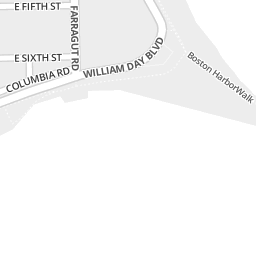 E FIFTH ST
FARRAGUT RD
E SIXTH ST
COLUMBIA RD
WILLIAM DAY BLVD
Boston HarborWalk